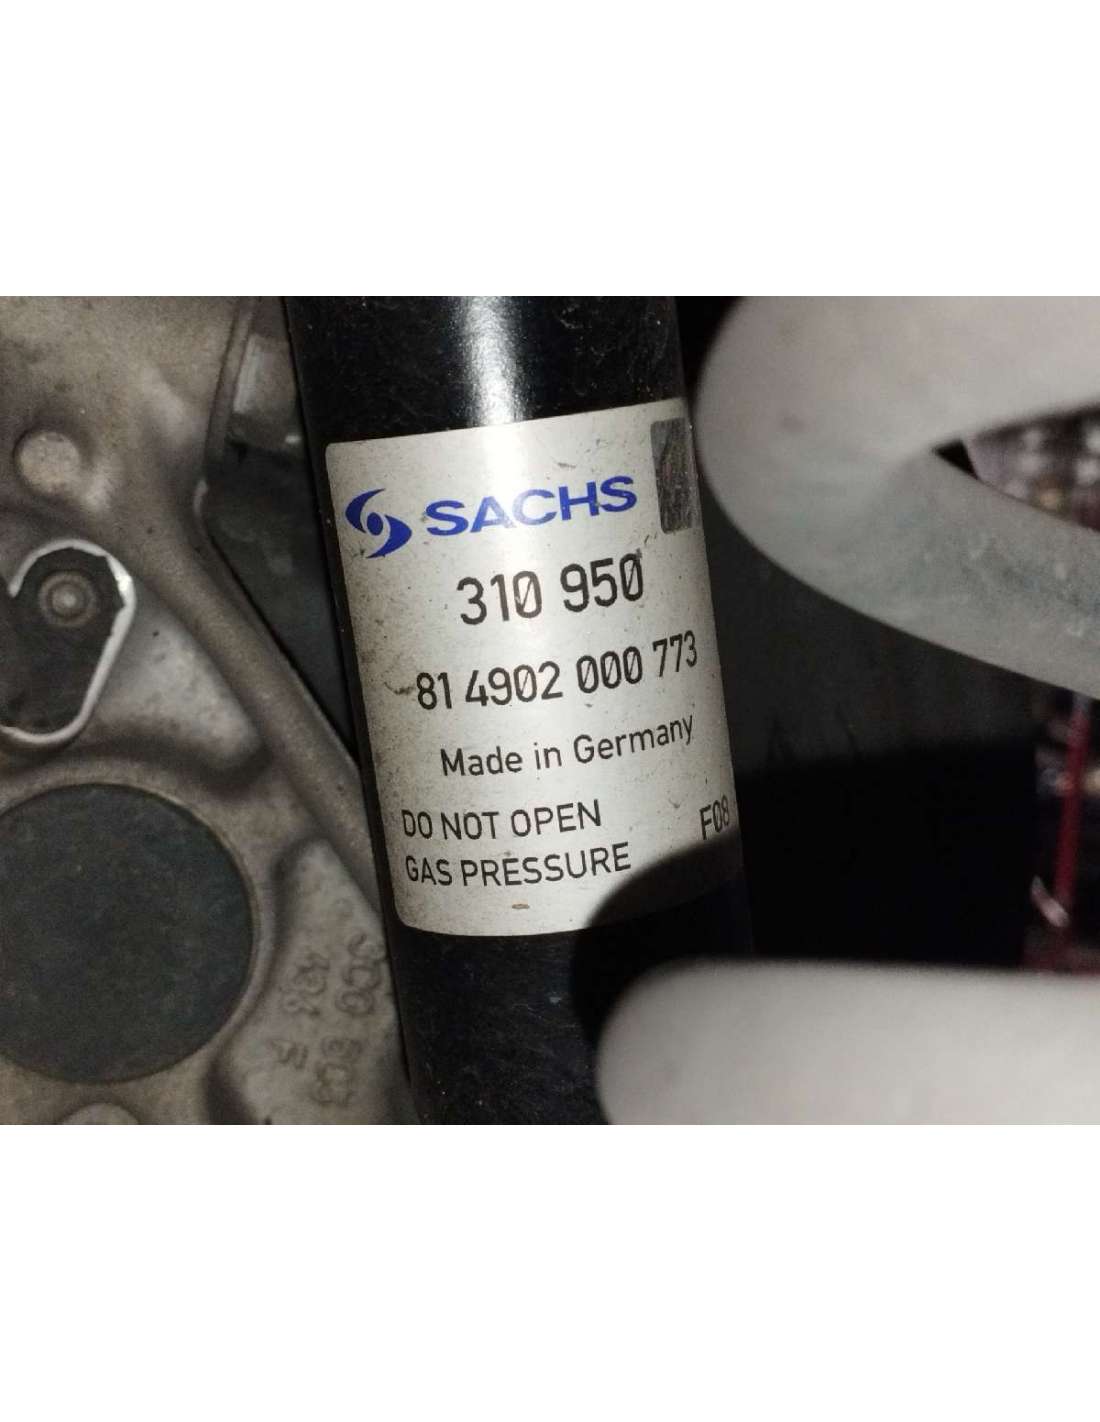 SACHS
310 950
81 4902 000 773
Made in Germany
DO NOT OPEN
GAS PRESSURE
F08